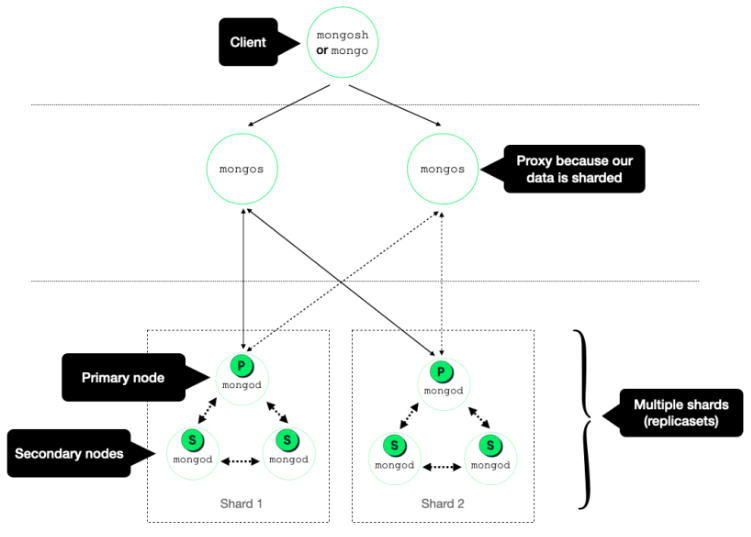 Client
mongosh
or mongo
mongos
mongos
Proxy because our
data is sharded
Primary node
P
mongod
P
mongod
Secondary nodes
S
mongod
S
mongod
S
mongod
S
mongod
Multiple shards
(replicasets)
Shard 1
Shard 2